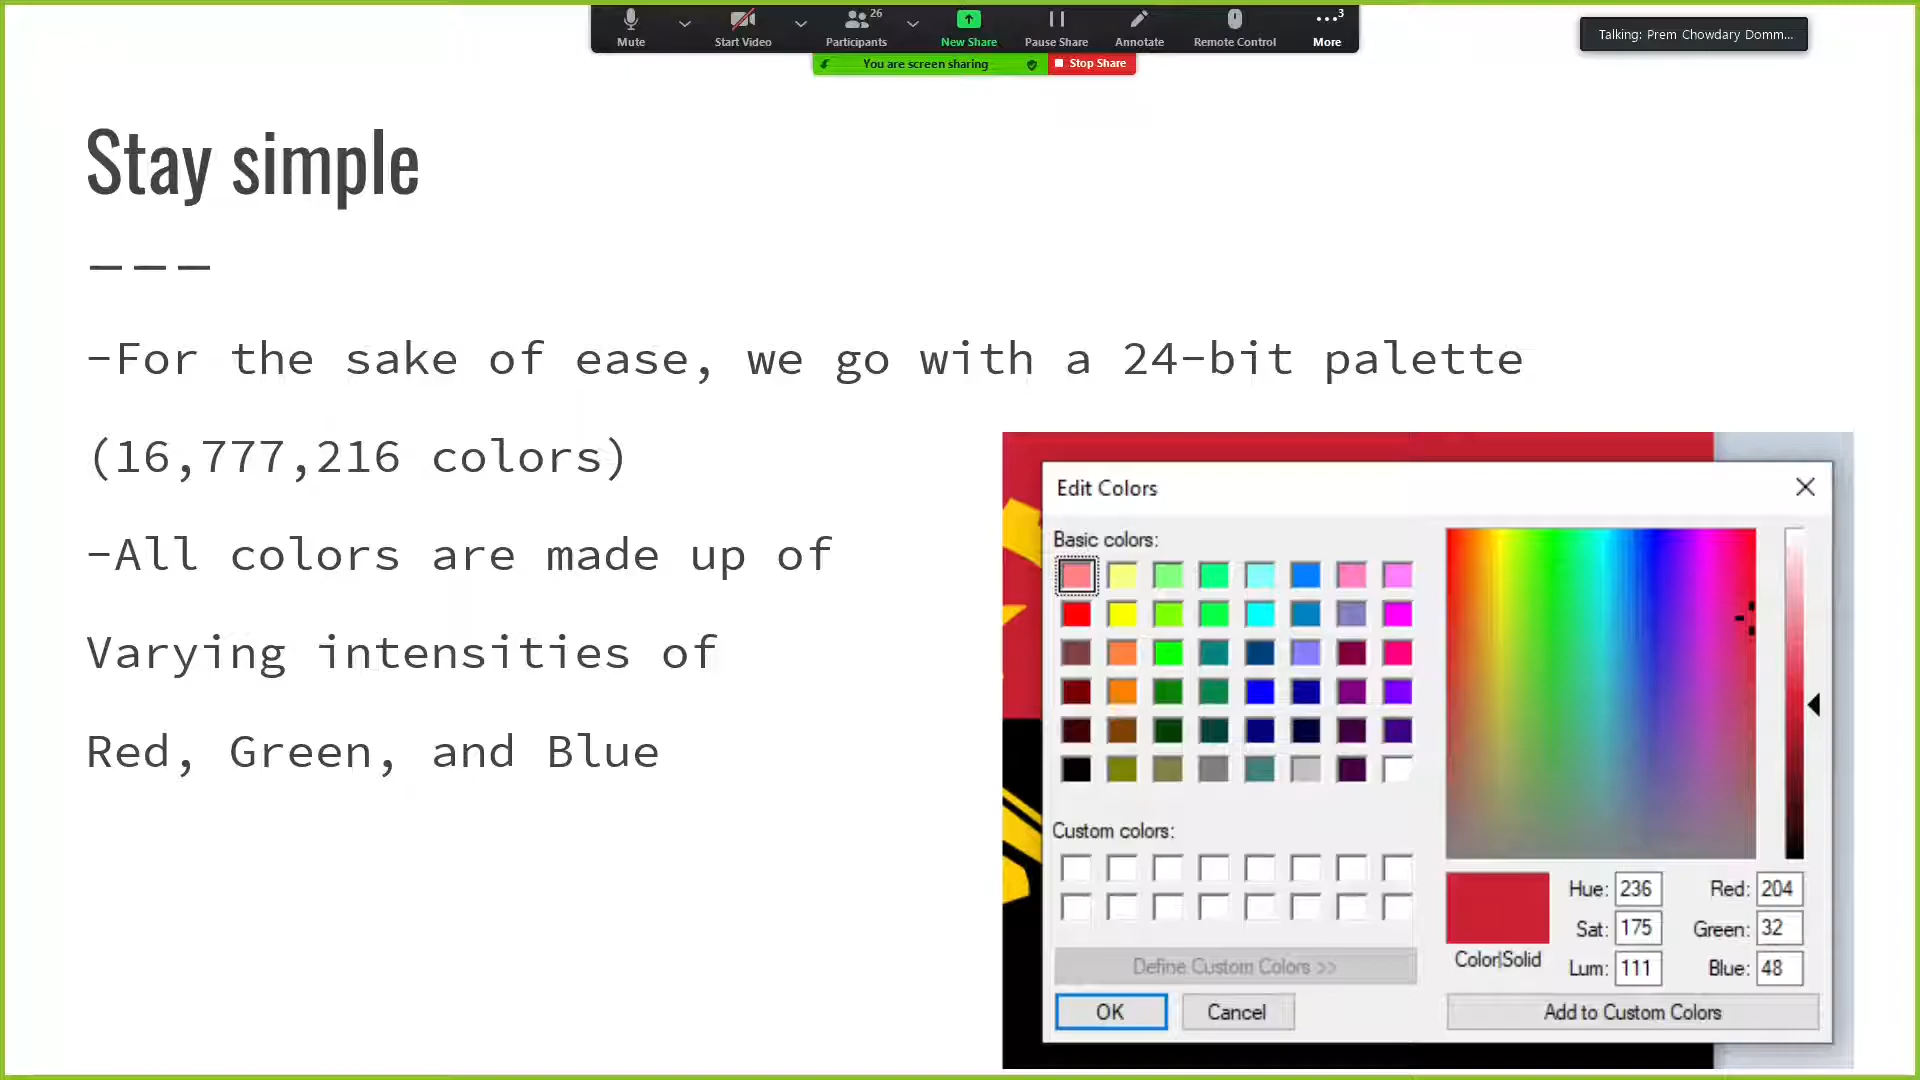 26
3
Mute
Start Video
Participants
New Share
Pause Share
Annotate
Remote Control
More
Talking: Prem Chowdary Domm...
You are screen sharing
Stop Share
Stay simple
———
-For the sake of ease, we go with a 24-bit palette
(16,777,216 colors)
-All colors are made up of
Varying intensities of
Red, Green, and Blue
Edit Colors
Basic colors:
Custom colors:
Define Custom Colors >>
OK
Cancel
Color|Solid
Hue: 236
Red: 204
Sat: 175
Green: 32
Lum: 111
Blue: 48
Add to Custom Colors